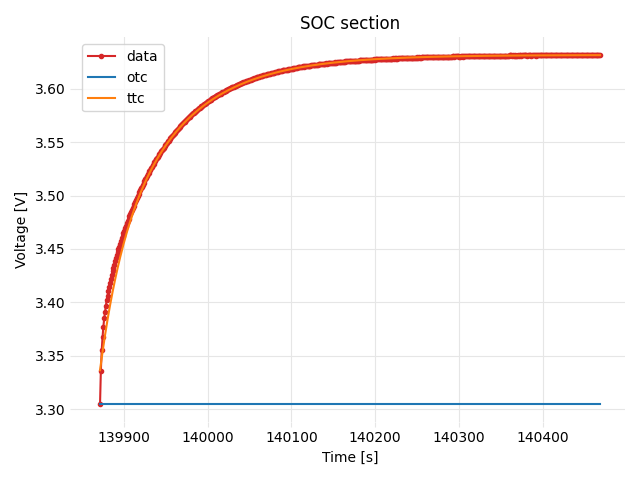 SOC section
data
otc
ttc
Voltage [V]
3.60
3.55
3.50
3.45
3.40
3.35
3.30
139900 140000 140100 140200 140300 140400
Time [s]